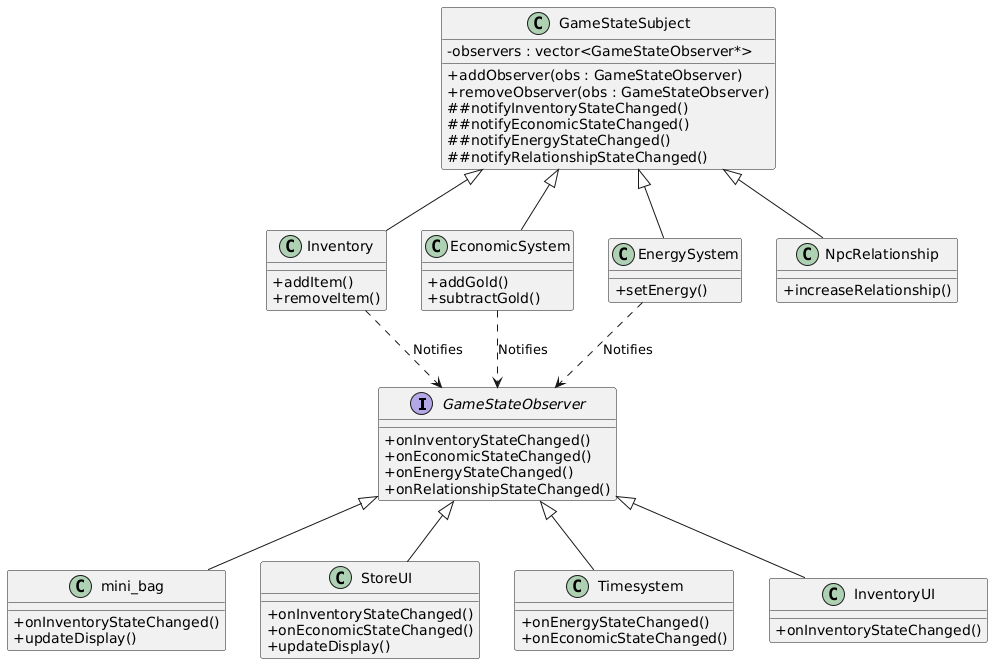 C GameStateSubject
-observers : vector<GameStateObserver*>
+addObserver(obs : GameStateObserver)
+removeObserver(obs : GameStateObserver)
##notifyInventoryStateChanged()
##notifyEconomicStateChanged()
##notifyEnergyStateChanged()
##notifyRelationshipStateChanged()
C Inventory
+addItem()
+removeItem()
C EconomicSystem
+addGold()
+subtractGold()
C EnergySystem
+setEnergy()
C NpcRelationship
+increaseRelationship()
Notifies
Notifies
Notifies
I GameStateObserver
+onInventoryStateChanged()
+onEconomicStateChanged()
+onEnergyStateChanged()
+onRelationshipStateChanged()
C mini_bag
+onInventoryStateChanged()
+updateDisplay()
C StoreUI
+onInventoryStateChanged()
+onEconomicStateChanged()
+updateDisplay()
C Timesystem
+onEnergyStateChanged()
+onEconomicStateChanged()
C InventoryUI
+onInventoryStateChanged()